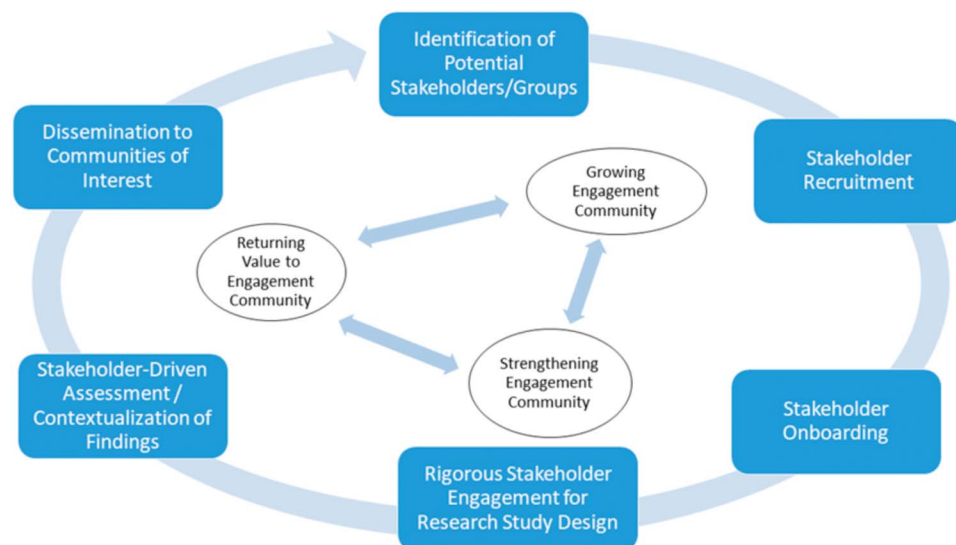 Identification of
Potential
Stakeholders/Groups
Dissemination to
Communities of
Interest
Stakeholder
Recruitment
Growing
Engagement
Community
Returning
Value to
Engagement
Community
Strengthening
Engagement
Community
Stakeholder-Driven
Assessment /
Contextualization of
Findings
Stakeholder
Onboarding
Rigorous Stakeholder
Engagement for
Research Study Design